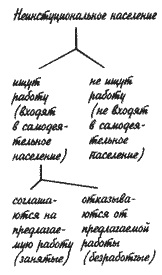 Неинституциональное население
ищут
работу
(входят
в самодея-
тельное
население)
не ищут
работу
(не входят
в самодея-
тельное
население)
соглаша-
ются на
предлагае-
мую работу
(занятые)
отказыва-
ются от
предлагаемой
работы
(безработные)